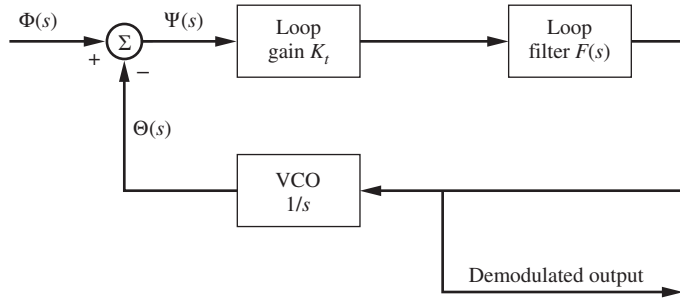 Φ(s)
Ψ(s)
Σ
+
−
Loop
gain K_t
Loop
filter F(s)
Θ(s)
VCO
1/s
Demodulated output